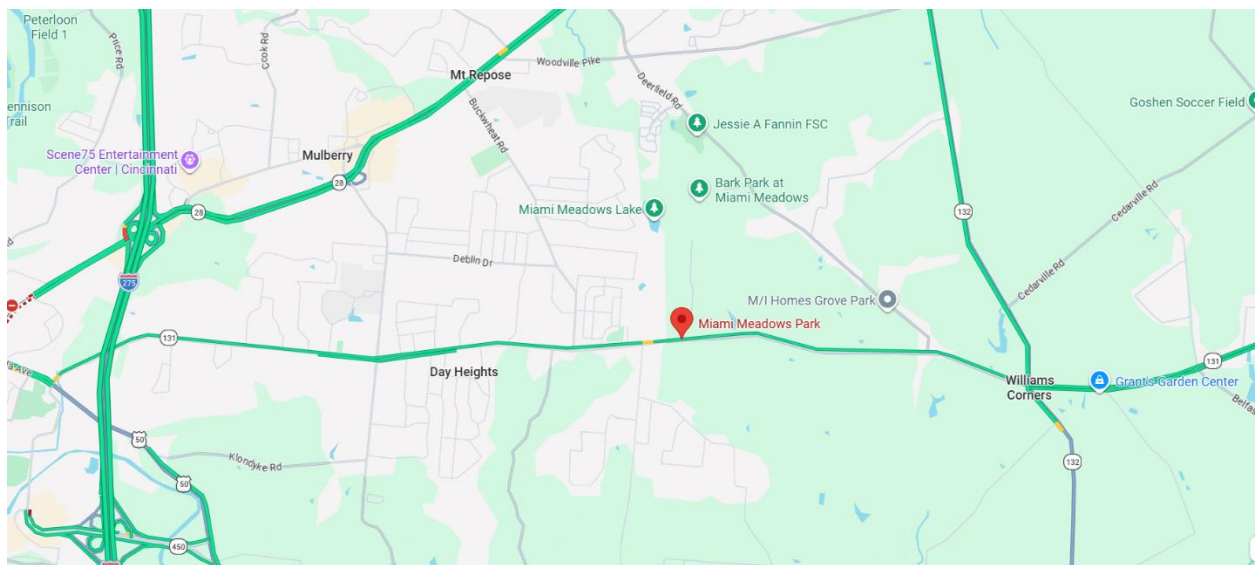 Peterloon
Field 1
Price Rd
Cook Rd
Mt Repose
Woodville Pike
Deerfield Rd
Goshen Soccer Field
Trail
Buckwheat Rd
Jessie A Fannin FSC
Scene75 Entertainment
Center | Cincinnati
Mulberry
28
Bark Park at
Miami Meadows
Cedarville Rd
28
Miami Meadows Lake
132
Deblin Dr
Cedarville Rd
275
M/I Homes Grove Park
Miami Meadows Park
131
131
Ave
Day Heights
Williams
Corners
Grant's Garden Center
50
Klondyke Rd
132
50
450